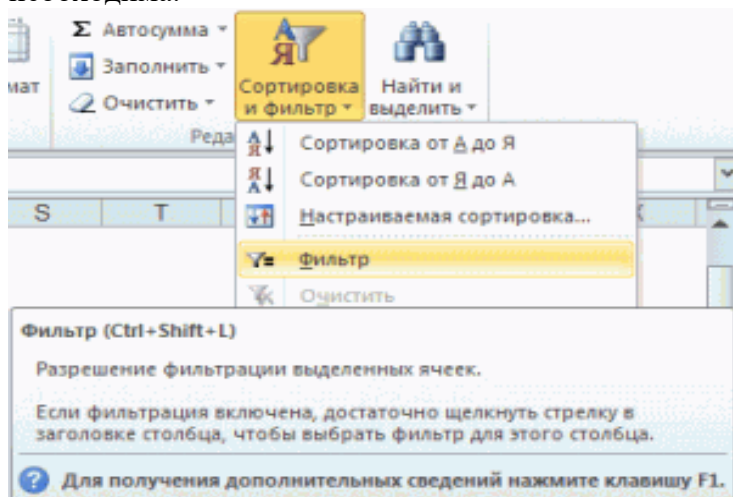 Σ Автосумма
Заполнить
Очистить
Сортировка и фильтр
Найти и выделить
мат
Реда
Сортировка от А до Я
Сортировка от Я до А
S T
Настраиваемая сортировка...
Фильтр
Очистить
Фильтр (Ctrl+Shift+L)
Разрешение фильтрации выделенных ячеек.
Если фильтрация включена, достаточно щелкнуть стрелку в
заголовке столбца, чтобы выбрать фильтр для этого столбца.
Для получения дополнительных сведений нажмите клавишу F1.